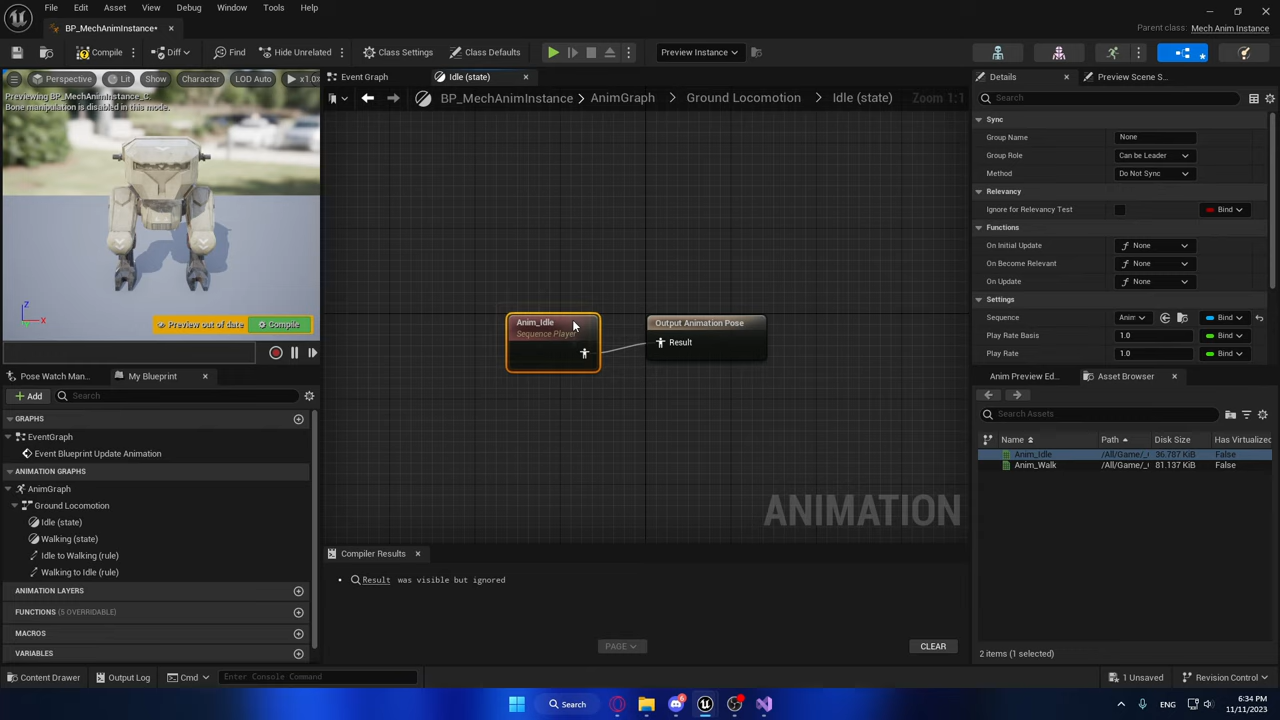 File Edit Asset View Debug Window Tools Help
BP_MechAnimInstance*
Parent class: Mech Anim Instance
Compile Diff Find Hide Unrelated Class Settings Class Defaults Preview Instance
Perspective Lit Show Character LOD Auto x1.0
Previewing BP_MechAnimInstance_C.
Bone manipulation is disabled in this mode.
Z
X
Preview out of date Compile
Event Graph Idle (state)
BP_MechAnimInstance AnimGraph Ground Locomotion Idle (state) Zoom 1:1
Anim_Idle
Sequence Player
Output Animation Pose
Result
ANIMATION
Compiler Results
Result was visible but ignored
PAGE
CLEAR
Pose Watch Man... My Blueprint
Add Search
GRAPHS
EventGraph
Event Blueprint Update Animation
ANIMATION GRAPHS
AnimGraph
Ground Locomotion
Idle (state)
Walking (state)
Idle to Walking (rule)
Walking to Idle (rule)
ANIMATION LAYERS
FUNCTIONS (5 OVERRIDABLE)
MACROS
VARIABLES
Details Preview Scene S...
Search
Sync
Group Name None
Group Role Can be Leader
Method Do Not Sync
Relevancy
Ignore for Relevancy Test Bind
Functions
On Initial Update None
On Become Relevant None
On Update None
Settings
Sequence Anim Bind
Play Rate Basis 1.0 Bind
Play Rate 1.0 Bind
Anim Preview Ed... Asset Browser
Search Assets
Name Path Disk Size Has Virtualized
Anim_Idle /All/Game/_ 36.787 KiB False
Anim_Walk /All/Game/_ 81.137 KiB False
2 items (1 selected)
Content Drawer Output Log Cmd Enter Console Command 1 Unsaved Revision Control
Search
6
ENG
6:34 PM
11/11/2023